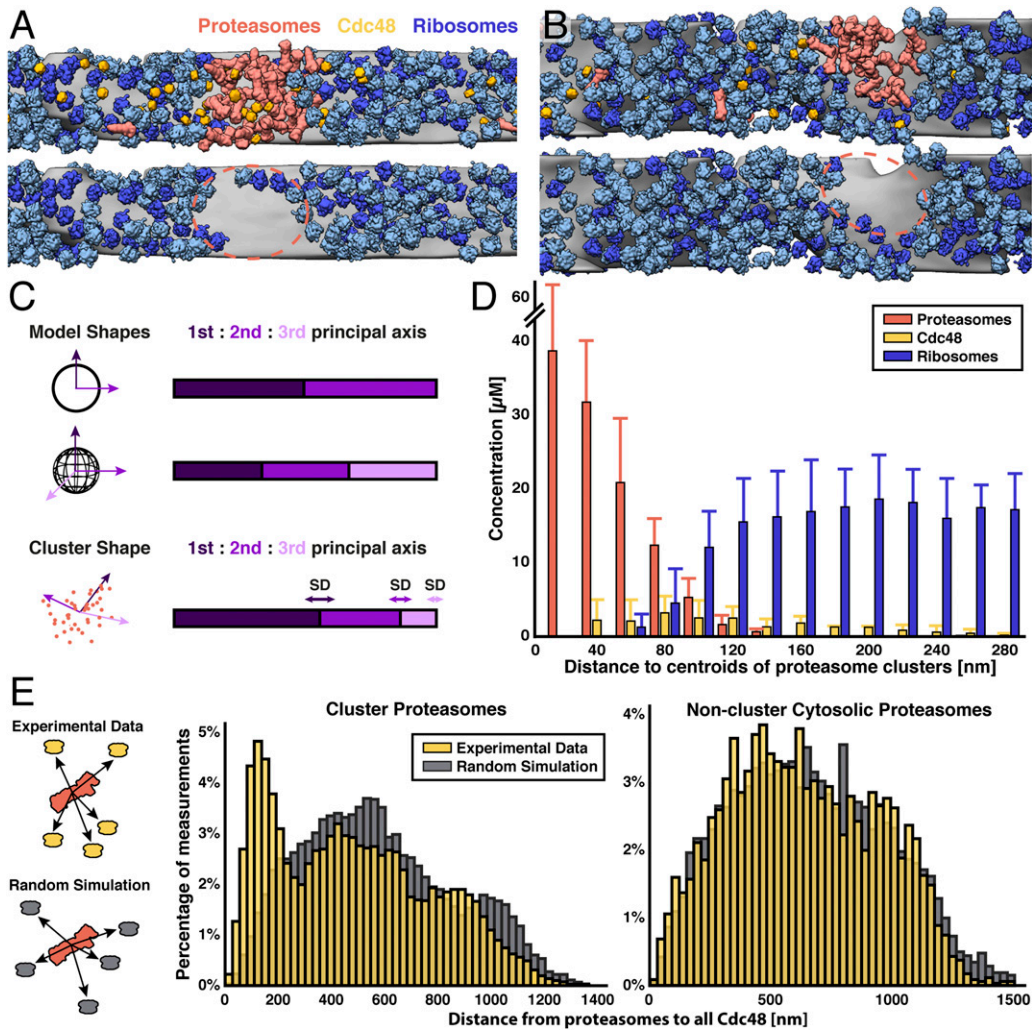 A
Proteasomes Cdc48 Ribosomes
B
C
Model Shapes 1st : 2nd : 3rd principal axis
Cluster Shape 1st : 2nd : 3rd principal axis
SD SD SD
D
Concentration [µM]
60
40
30
20
10
0
Proteasomes
Cdc48
Ribosomes
0 40 80 120 160 200 240 280
Distance to centroids of proteasome clusters [nm]
E
Experimental Data
Random Simulation
Cluster Proteasomes
Percentage of measurements
5%
4%
3%
2%
1%
0%
Experimental Data
Random Simulation
0 200 400 600 800 1000 1200 1400
Non-cluster Cytosolic Proteasomes
4%
3%
2%
1%
0%
0 500 1000 1500
Distance from proteasomes to all Cdc48 [nm]